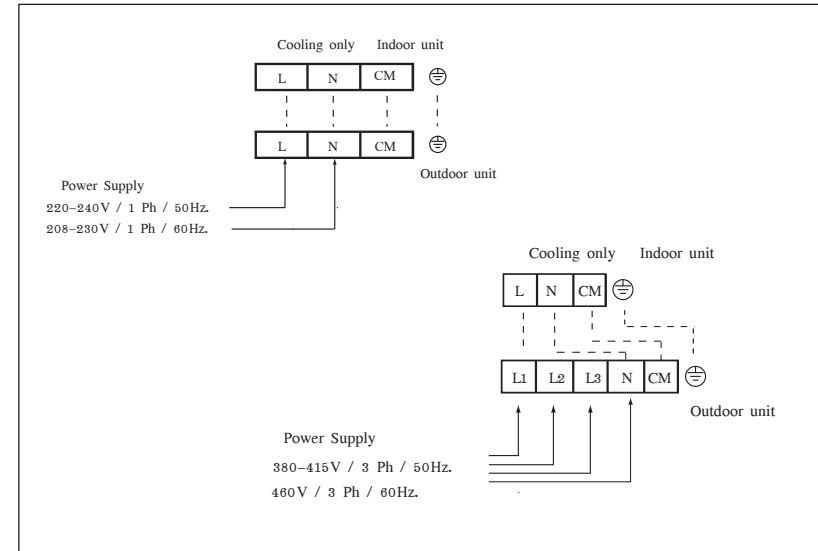 Cooling only Indoor unit
L N CM
L N CM
Outdoor unit
Power Supply
220–240V / 1 Ph / 50Hz.
208–230V / 1 Ph / 60Hz.
Cooling only Indoor unit
L N CM
L1 L2 L3 N CM
Outdoor unit
Power Supply
380–415V / 3 Ph / 50Hz.
460V / 3 Ph / 60Hz.